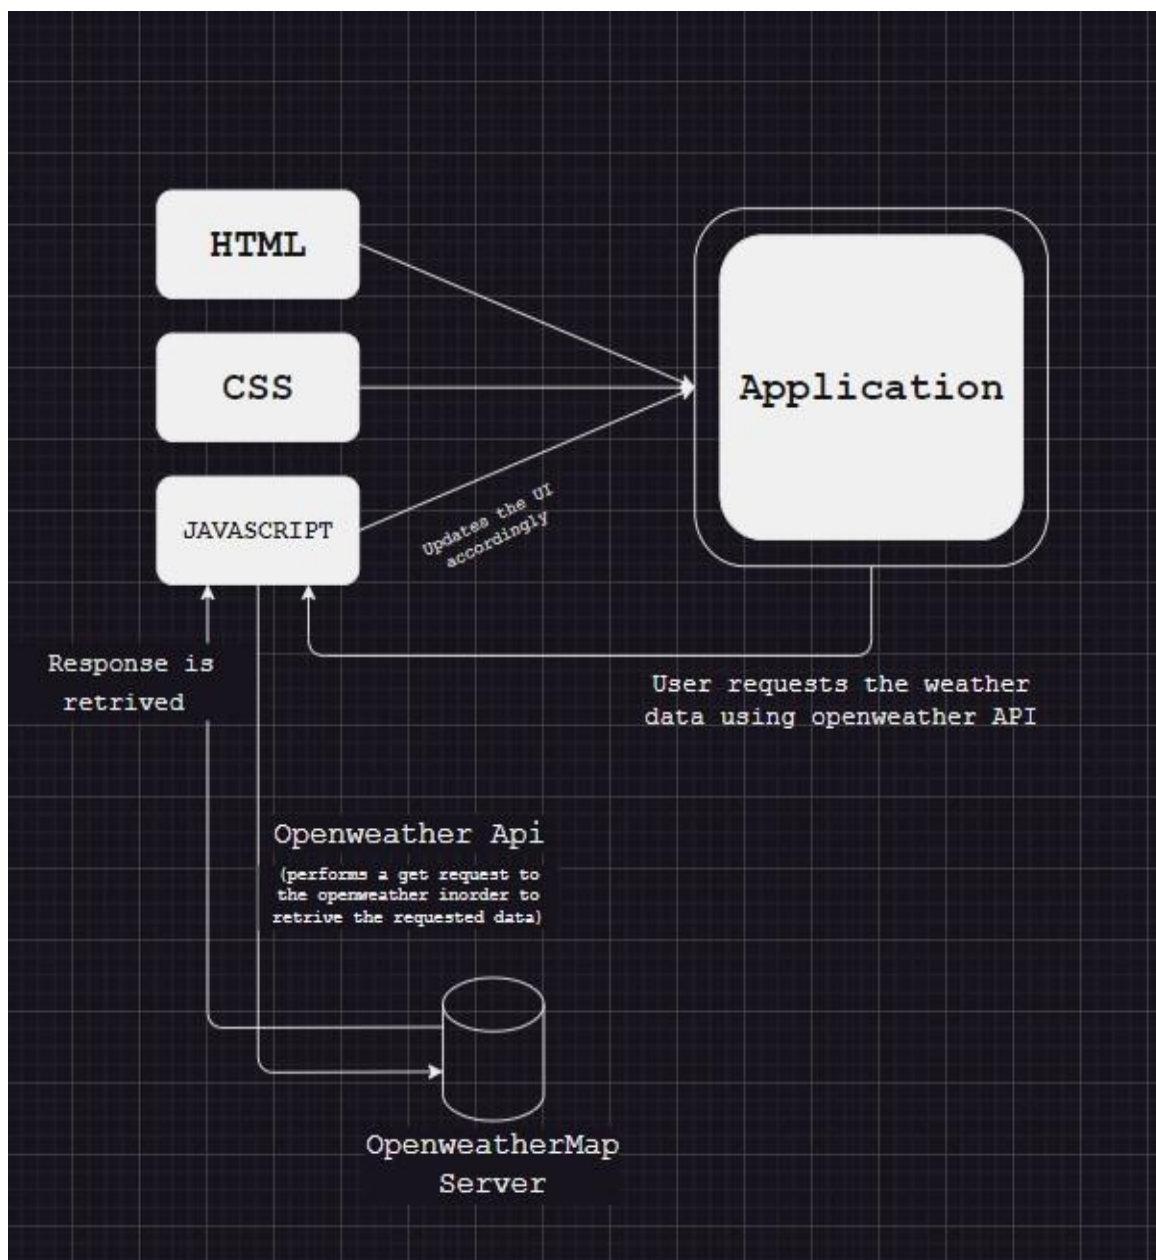 HTML
CSS
Application
JAVASCRIPT
Updates the UI
accordingly
Response is
retrived
User requests the weather
data using openweather API
Openweather Api
(performs a get request to
the openweather inorder to
retrive the requested data)
OpenweatherMap
Server